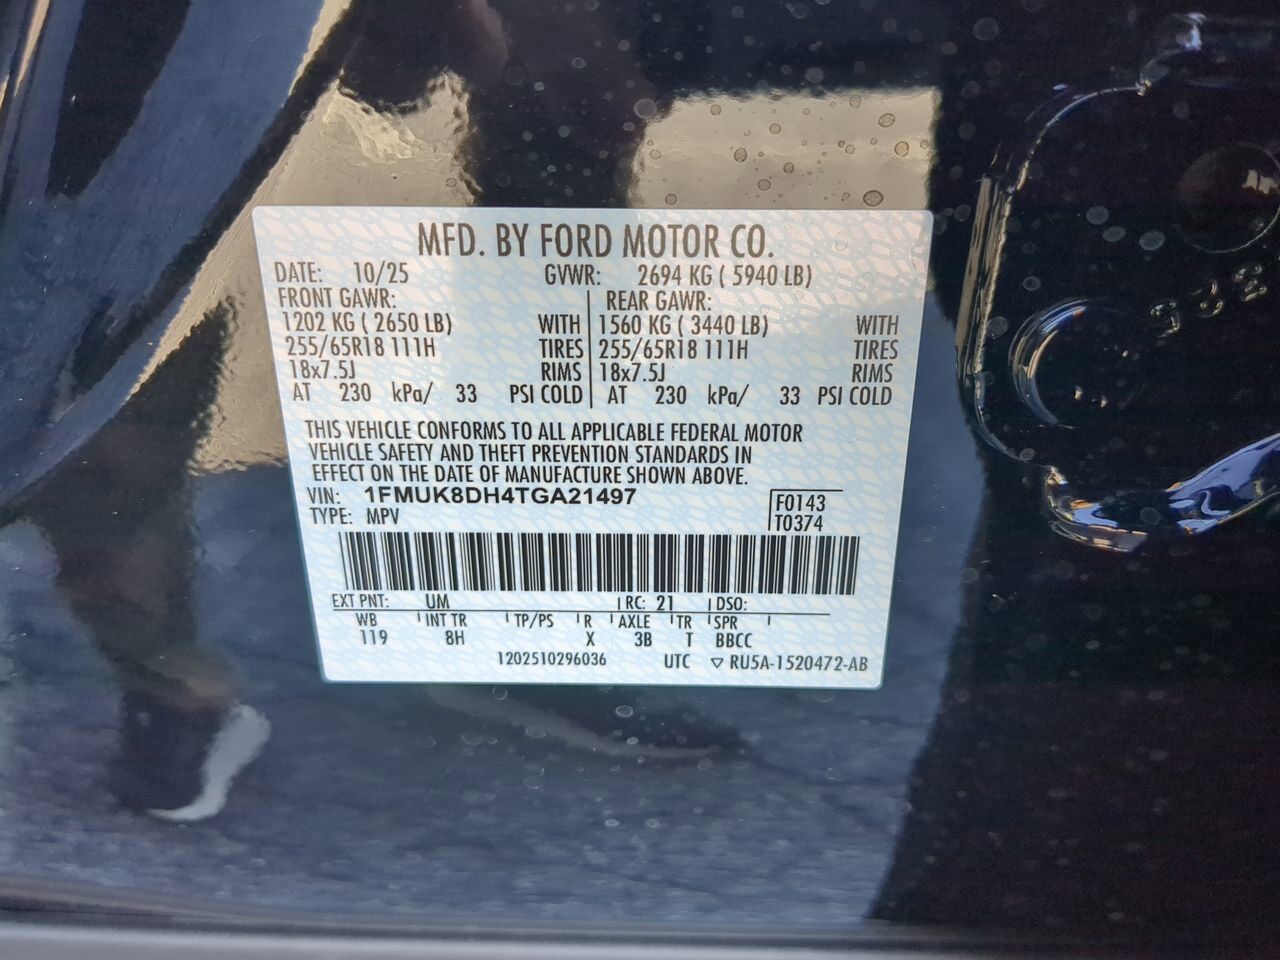 MFD. BY FORD MOTOR CO.
DATE: 10/25 GVWR: 2694 KG ( 5940 LB)
FRONT GAWR: REAR GAWR:
1202 KG ( 2650 LB) WITH 1560 KG ( 3440 LB) WITH
255/65R18 111H TIRES 255/65R18 111H TIRES
18x7.5J RIMS 18x7.5J RIMS
AT 230 kPa/ 33 PSI COLD AT 230 kPa/ 33 PSI COLD
THIS VEHICLE CONFORMS TO ALL APPLICABLE FEDERAL MOTOR
VEHICLE SAFETY AND THEFT PREVENTION STANDARDS IN
EFFECT ON THE DATE OF MANUFACTURE SHOWN ABOVE.
VIN: 1FMUK8DH4TGA21497 F0143
TYPE: MPV T0374
EXT PNT: UM RC: 21 DSO:
WB INT TR TP/PS R AXLE TR SPR
119 8H X 3B T BBCC
1202510296036 UTC ▽ RU5A-1520472-AB